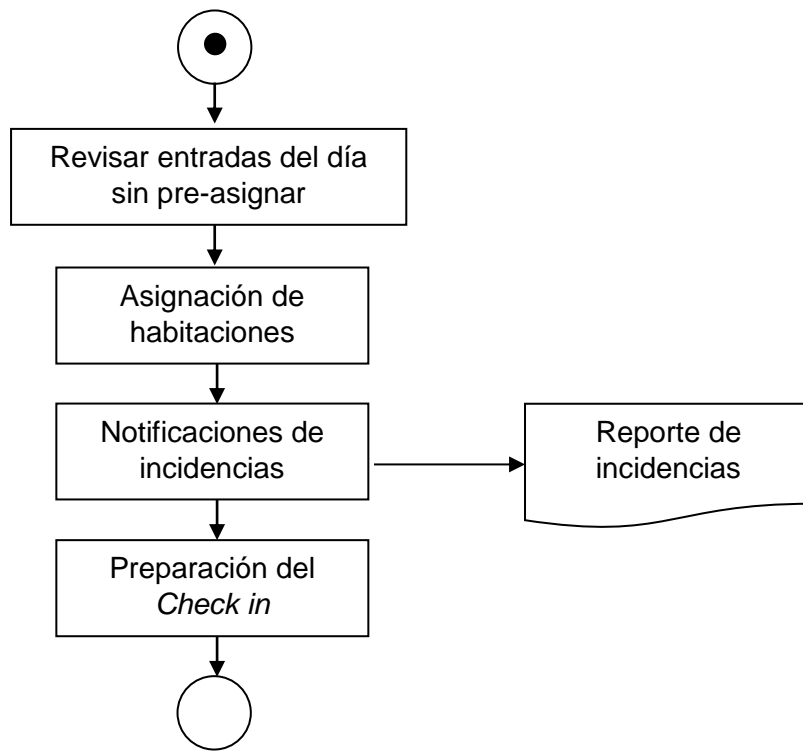 Revisar entradas del día
sin pre-asignar
Asignación de
habitaciones
Notificaciones de
incidencias
Reporte de
incidencias
Preparación del
Check in